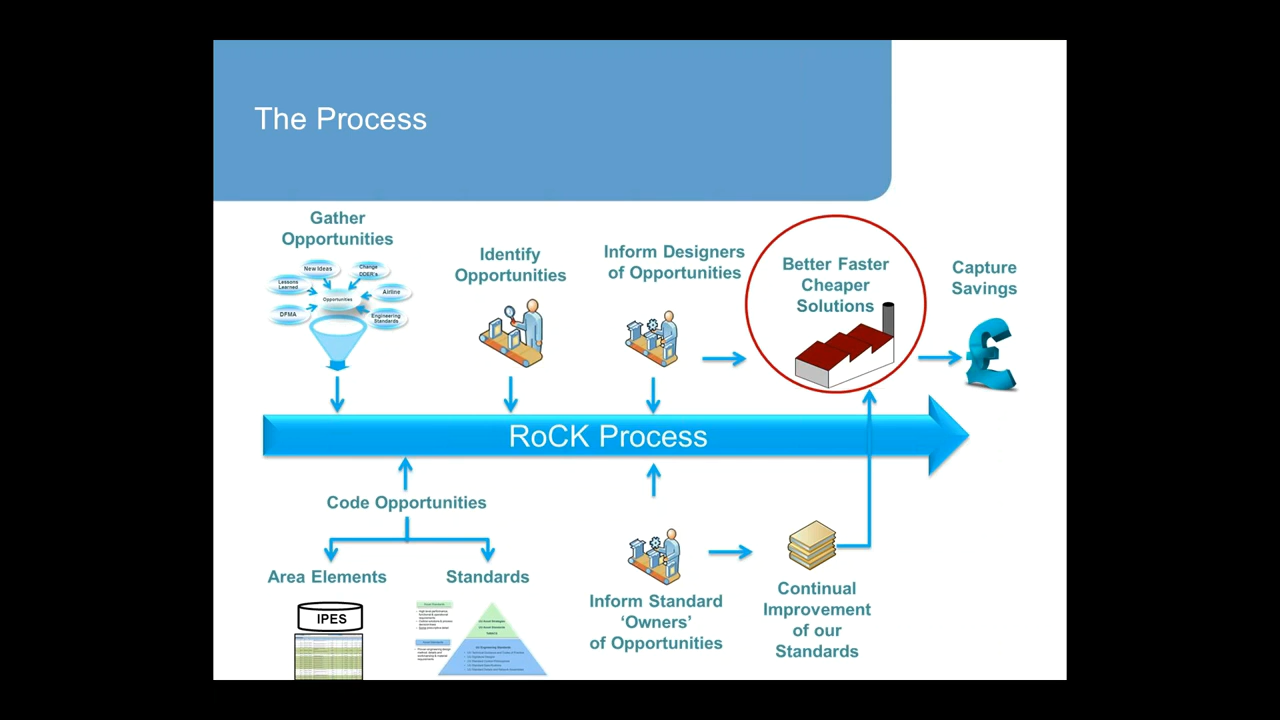 The Process
Gather
Opportunities
New Ideas
Change
DDER's
Lessons
Learned
Opportunities
Airline
DFMA
Engineering
Standards
Identify
Opportunities
Inform Designers
of Opportunities
Better Faster
Cheaper
Solutions
Capture
Savings
RoCK Process
Code Opportunities
Area Elements
Standards
IPES
Inform Standard
‘Owners’
of Opportunities
Continual
Improvement
of our
Standards